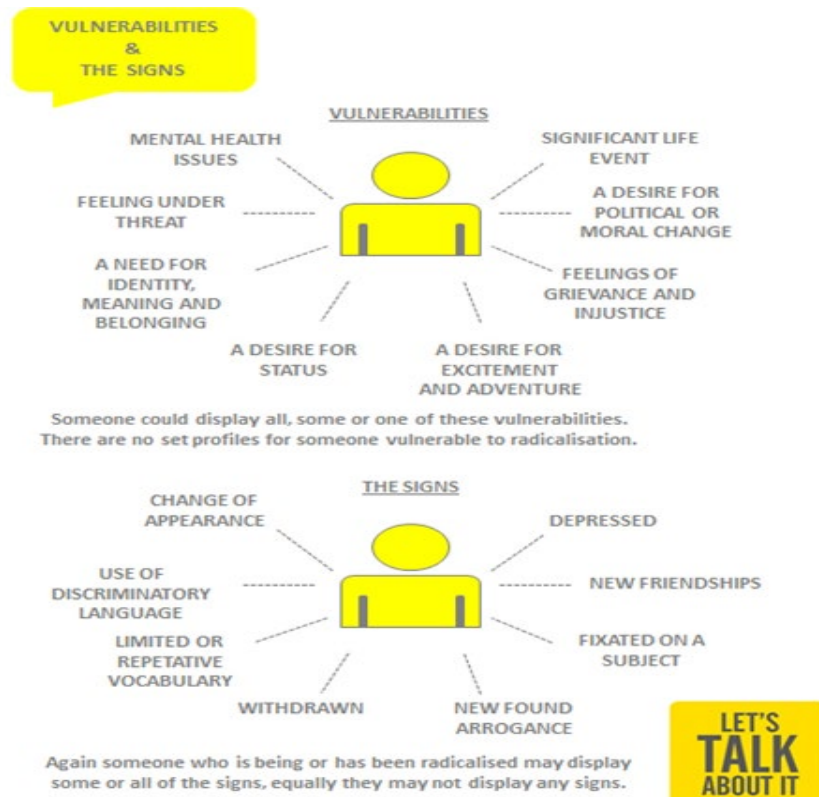 VULNERABILITIES
&
THE SIGNS
VULNERABILITIES
MENTAL HEALTH
ISSUES
SIGNIFICANT LIFE
EVENT
FEELING UNDER
THREAT
A DESIRE FOR
POLITICAL OR
MORAL CHANGE
A NEED FOR
IDENTITY,
MEANING AND
BELONGING
FEELINGS OF
GRIEVANCE AND
INJUSTICE
A DESIRE FOR
STATUS
A DESIRE FOR
EXCITEMENT
AND ADVENTURE
Someone could display all, some or one of these vulnerabilities.
There are no set profiles for someone vulnerable to radicalisation.
THE SIGNS
CHANGE OF
APPEARANCE
DEPRESSED
USE OF
DISCRIMINATORY
LANGUAGE
NEW FRIENDSHIPS
LIMITED OR
REPETATIVE
VOCABULARY
FIXATED ON A
SUBJECT
WITHDRAWN
NEW FOUND
ARROGANCE
Again someone who is being or has been radicalised may display
some or all of the signs, equally they may not display any signs.
LET'S
TALK
ABOUT IT